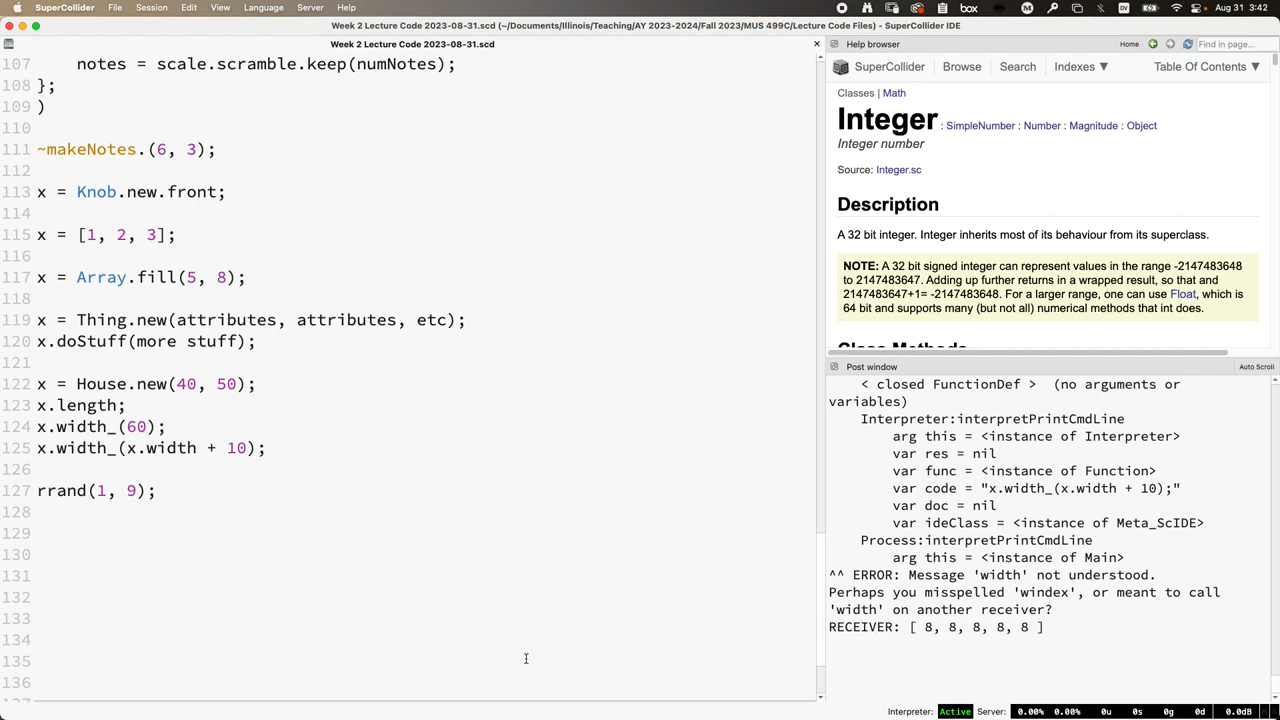 SuperCollider File Session Edit View Language Server Help Thu Aug 31 3:42
Week 2 Lecture Code 2023-08-31.scd (~/Documents/Illinois/Teaching/AY 2023-2024/Fall 2023/MUS 499C/Lecture Code Files) - SuperCollider IDE
Week 2 Lecture Code 2023-08-31.scd
107 notes = scale.scramble.keep(numNotes);
108 };
109 )
110
111 ~makeNotes.(6, 3);
112
113 x = Knob.new.front;
114
115 x = [1, 2, 3];
116
117 x = Array.fill(5, 8);
118
119 x = Thing.new(attributes, attributes, etc);
120 x.doStuff(more stuff);
121
122 x = House.new(40, 50);
123 x.length;
124 x.width_(60);
125 x.width_(x.width + 10);
126
127 rrand(1, 9);
128
129
130
131
132
133
134
135
136
Help browser Home Find in page...
SuperCollider Browse Search Indexes ▼ Table Of Contents ▼
Classes | Math
Integer : SimpleNumber : Number : Magnitude : Object
Integer number
Source: Integer.sc
Description
A 32 bit integer. Integer inherits most of its behaviour from its superclass.
NOTE: A 32 bit signed integer can represent values in the range -2147483648
to 2147483647. Adding up further returns in a wrapped result, so that and
2147483647+1= -2147483648. For a larger range, one can use Float, which is
64 bit and supports many (but not all) numerical methods that int does.
Class Methods
Post window Auto Scroll
< closed FunctionDef > (no arguments or
variables)
Interpreter:interpretPrintCmdLine
arg this = <instance of Interpreter>
var res = nil
var func = <instance of Function>
var code = "x.width_(x.width + 10);"
var doc = nil
var ideClass = <instance of Meta_ScIDE>
Process:interpretPrintCmdLine
arg this = <instance of Main>
^^ ERROR: Message 'width' not understood.
Perhaps you misspelled 'windex', or meant to call
'width' on another receiver?
RECEIVER: [ 8, 8, 8, 8, 8 ]
Interpreter: Active Server: 0.00% 0.00% 0u 0s 0g 0d 0.0dB